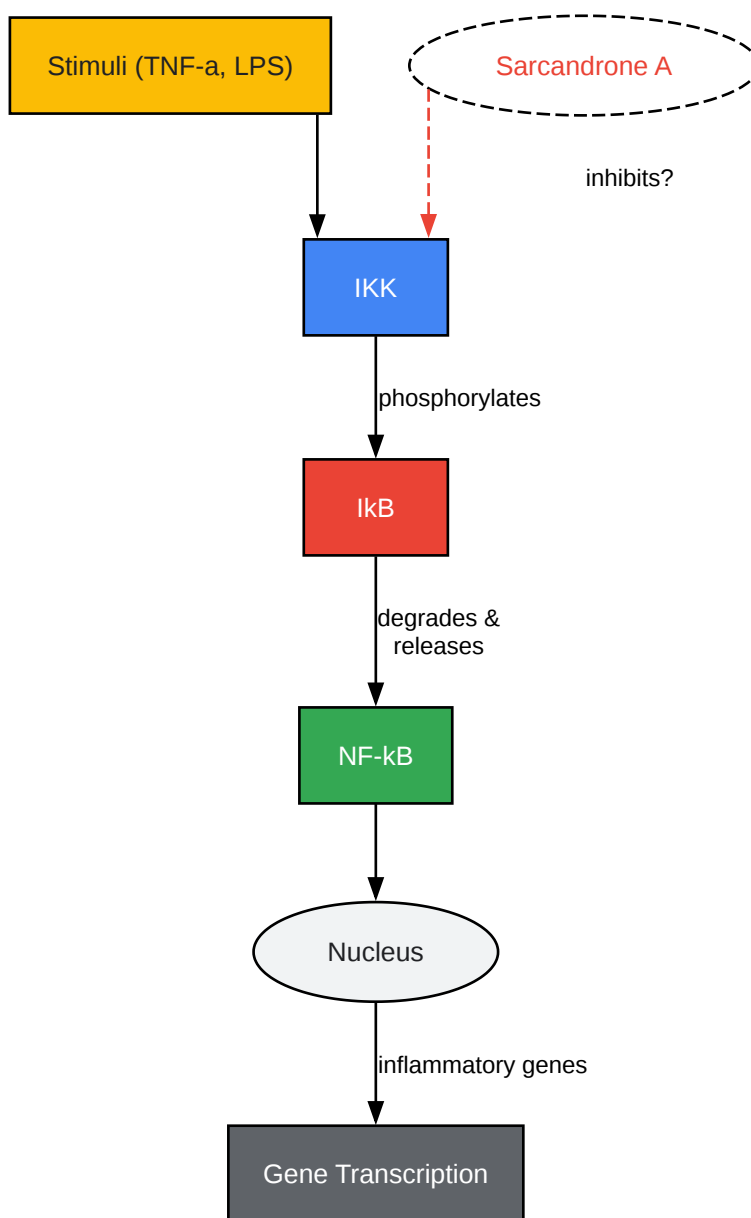 Stimuli (TNF-a, LPS)
Sarcandrone A
inhibits?
IKK
phosphorylates
IkB
degrades &
releases
NF-kB
Nucleus
inflammatory genes
Gene Transcription